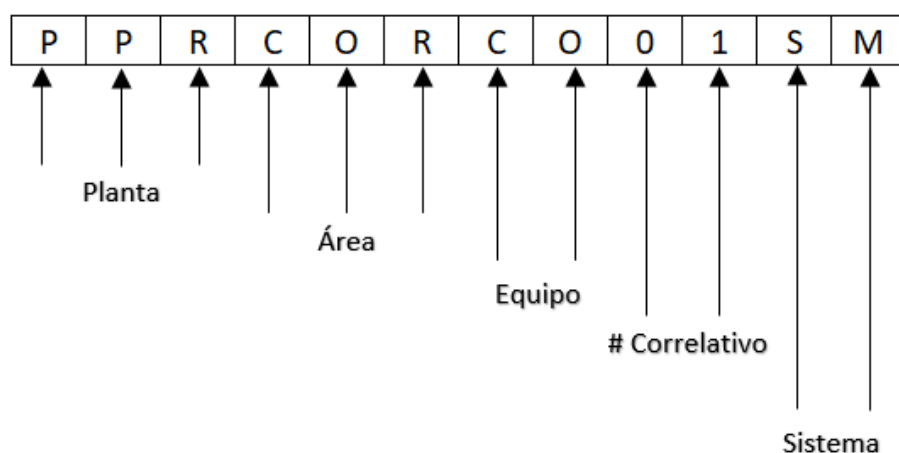 P P R C O R C O 0 1 S M
Planta
Área
Equipo
# Correlativo
Sistema